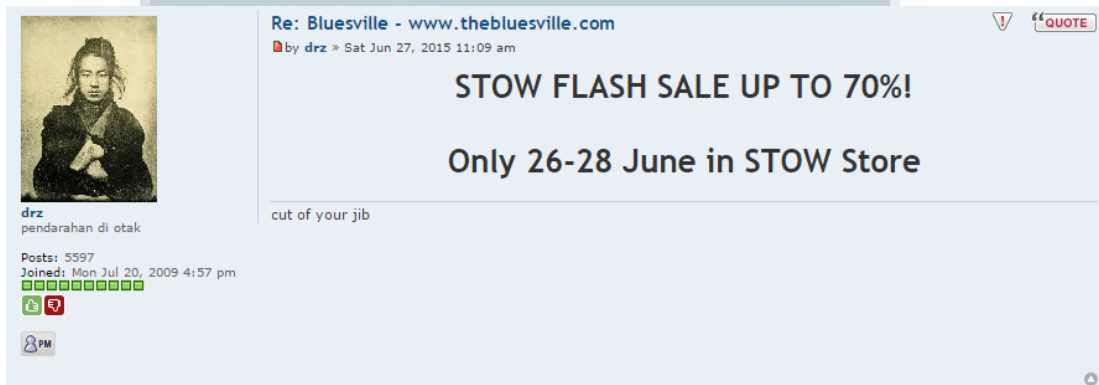 Re: Bluesville - www.thebluesville.com
QUOTE
by drz » Sat Jun 27, 2015 11:09 am
STOW FLASH SALE UP TO 70%!
Only 26-28 June in STOW Store
cut of your jib
drz
pendarahan di otak
Posts: 5597
Joined: Mon Jul 20, 2009 4:57 pm
PM